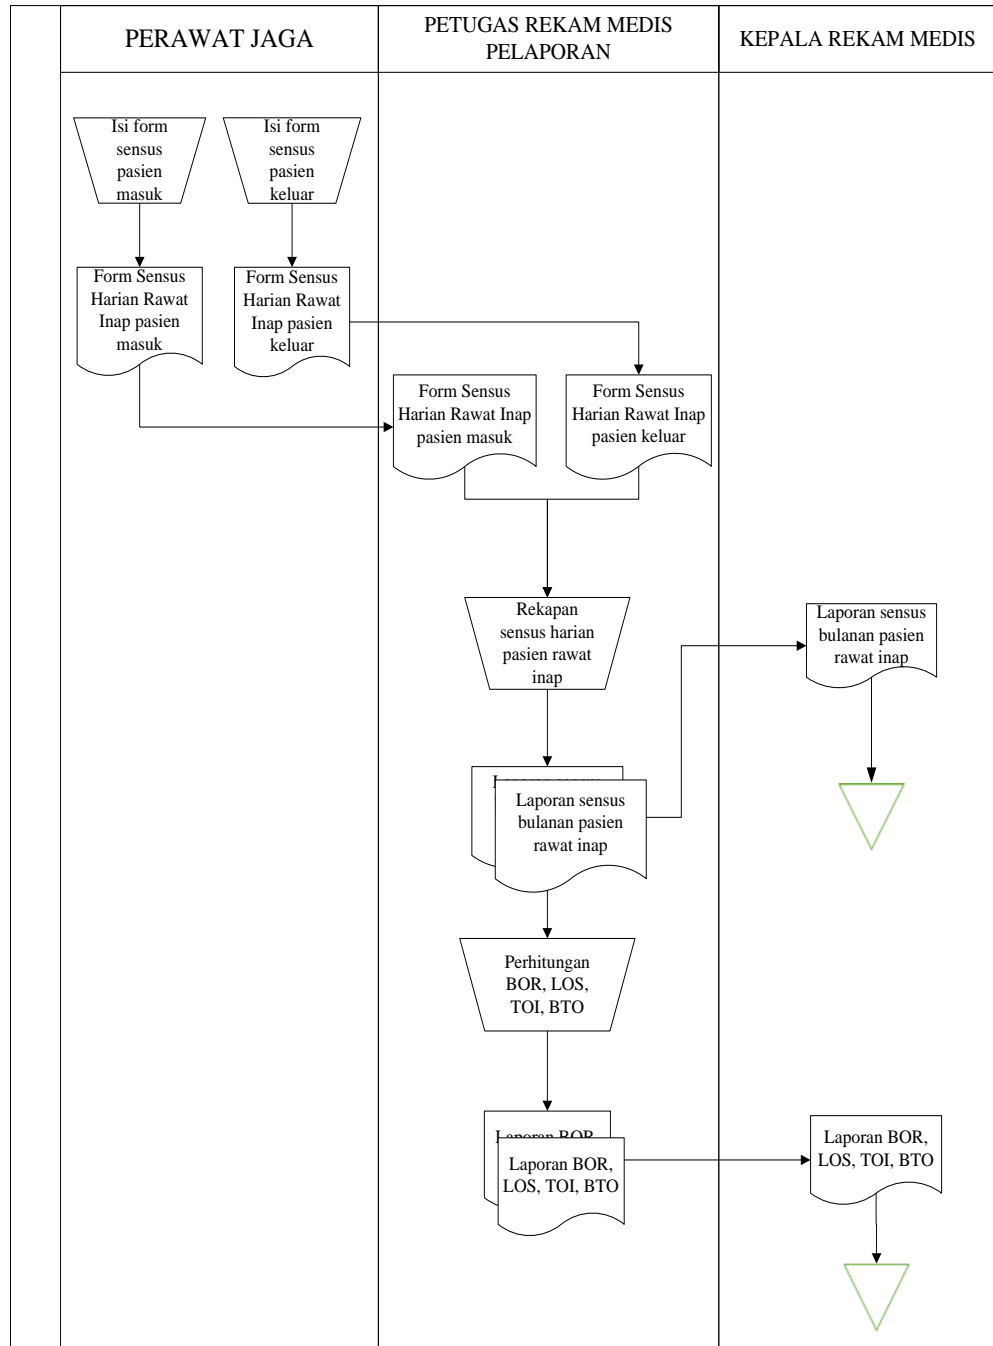 PERAWAT JAGA
PETUGAS REKAM MEDIS
PELAPORAN
KEPALA REKAM MEDIS
Isi form
sensus
pasien
masuk
Isi form
sensus
pasien
keluar
Form Sensus
Harian Rawat
Inap pasien
masuk
Form Sensus
Harian Rawat
Inap pasien
keluar
Form Sensus
Harian Rawat Inap
pasien masuk
Form Sensus
Harian Rawat Inap
pasien keluar
Rekapan
sensus harian
pasien rawat
inap
Laporan sensus
bulanan pasien
rawat inap
Laporan sensus
Laporan sensus
bulanan pasien
rawat inap
Perhitungan
BOR, LOS,
TOI, BTO
Laporan BOR,
Laporan BOR,
LOS, TOI, BTO
Laporan BOR,
LOS, TOI, BTO